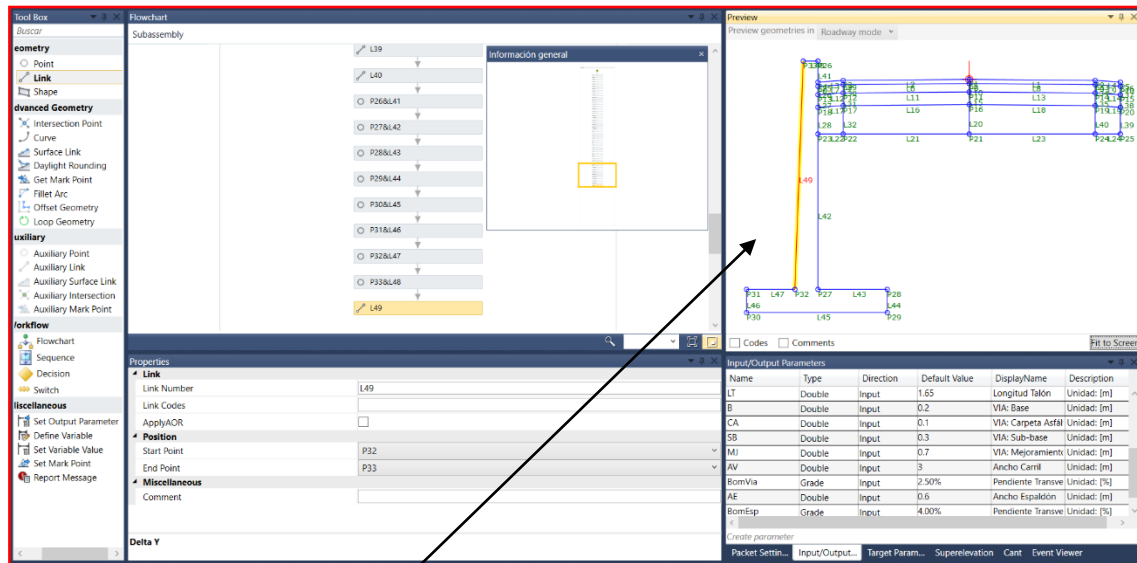 Tool Box
Buscar
eometry
Point
Link
Shape
dvanced Geometry
Intersection Point
Curve
Surface Link
Daylight Rounding
Get Mark Point
Fillet Arc
Offset Geometry
Loop Geometry
uxiliary
Auxiliary Point
Auxiliary Link
Auxiliary Surface Link
Auxiliary Intersection
Auxiliary Mark Point
Vorkflow
Flowchart
Sequence
Decision
Switch
liscellaneous
Set Output Parameter
Define Variable
Set Variable Value
Set Mark Point
Report Message
Flowchart
Subassembly
L39
L40
P26&L41
P27&L42
P28&L43
P29&L44
P30&L45
P31&L46
P32&L47
P33&L48
L49
Información general
Properties
Link
Link Number L49
Link Codes
ApplyAOR
Position
Start Point P32
End Point P33
Miscellaneous
Comment
Delta Y
Preview
Preview geometries in Roadway mode
L41
L11 P17 L13
L16 P16 L18
L28 L32 L20 L40 L39
P23 L22 P22 L21 P21 L23 P24 L24 P25
L49
L42
P31 L47 P32 P27 L43 P28
L46 L44
P30 L45 P29
Codes Comments Fit to Screen
Input/Output Parameters
Name Type Direction Default Value DisplayName Description
LT Double Input 1.65 Longitud Talón Unidad: [m]
B Double Input 0.2 VIA: Base Unidad: [m]
CA Double Input 0.1 VIA: Carpeta Asfál Unidad: [m]
SB Double Input 0.3 VIA: Sub-base Unidad: [m]
MJ Double Input 0.7 VIA: Mejoramiento Unidad: [m]
AV Double Input 3 Ancho Carril Unidad: [m]
BomVia Grade Input 2.50% Pendiente Transve Unidad: [%]
AE Double Input 0.6 Ancho Espaldón Unidad: [m]
BomEsp Grade Input 4.00% Pendiente Transve Unidad: [%]
Create parameter
Packet Settin... Input/Output... Target Param... Superelevation Cant Event Viewer